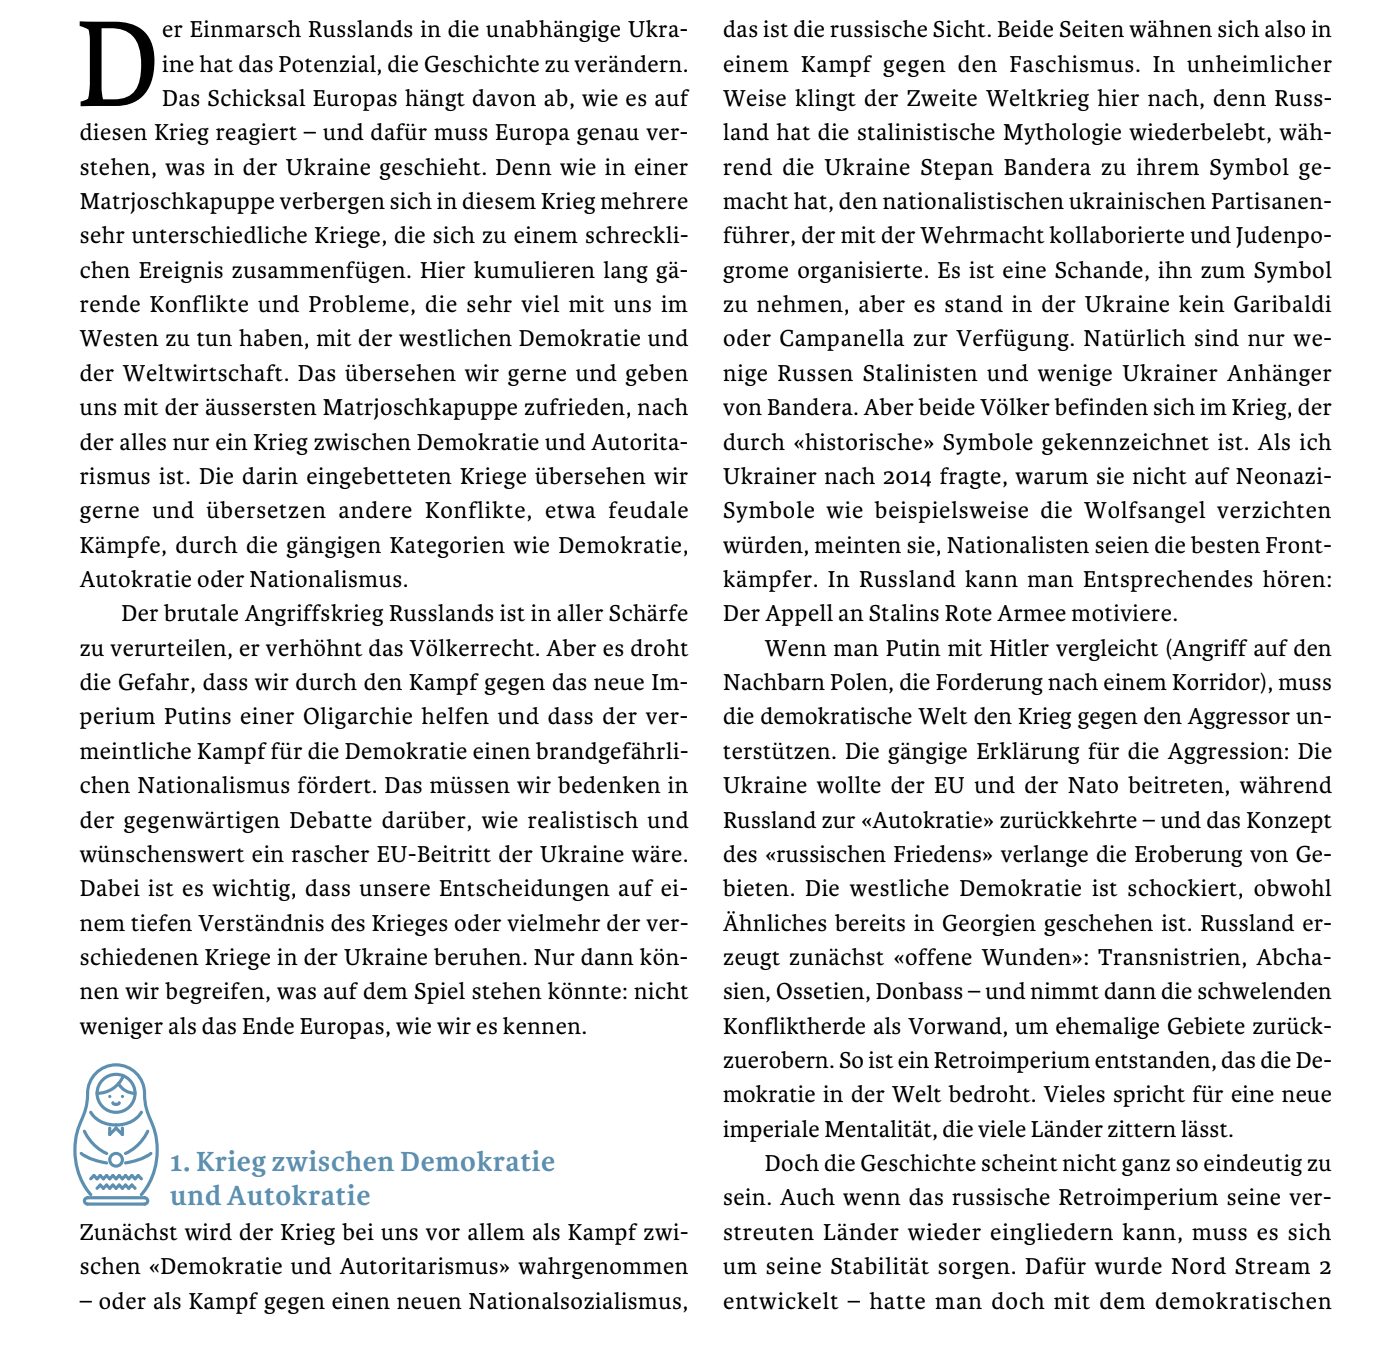 Der Einmarsch Russlands in die unabhängige Ukra-
ine hat das Potenzial, die Geschichte zu verändern.
Das Schicksal Europas hängt davon ab, wie es auf
diesen Krieg reagiert – und dafür muss Europa genau ver-
stehen, was in der Ukraine geschieht. Denn wie in einer
Matrjoschkapuppe verbergen sich in diesem Krieg mehrere
sehr unterschiedliche Kriege, die sich zu einem schreckli-
chen Ereignis zusammenfügen. Hier kumulieren lang gä-
rende Konflikte und Probleme, die sehr viel mit uns im
Westen zu tun haben, mit der westlichen Demokratie und
der Weltwirtschaft. Das übersehen wir gerne und geben
uns mit der äussersten Matrjoschkapuppe zufrieden, nach
der alles nur ein Krieg zwischen Demokratie und Autorita-
rismus ist. Die darin eingebetteten Kriege übersehen wir
gerne und übersetzen andere Konflikte, etwa feudale
Kämpfe, durch die gängigen Kategorien wie Demokratie,
Autokratie oder Nationalismus.
Der brutale Angriffskrieg Russlands ist in aller Schärfe
zu verurteilen, er verhöhnt das Völkerrecht. Aber es droht
die Gefahr, dass wir durch den Kampf gegen das neue Im-
perium Putins einer Oligarchie helfen und dass der ver-
meintliche Kampf für die Demokratie einen brandgefährli-
chen Nationalismus fördert. Das müssen wir bedenken in
der gegenwärtigen Debatte darüber, wie realistisch und
wünschenswert ein rascher EU-Beitritt der Ukraine wäre.
Dabei ist es wichtig, dass unsere Entscheidungen auf ei-
nem tiefen Verständnis des Krieges oder vielmehr der ver-
schiedenen Kriege in der Ukraine beruhen. Nur dann kön-
nen wir begreifen, was auf dem Spiel stehen könnte: nicht
weniger als das Ende Europas, wie wir es kennen.
1. Krieg zwischen Demokratie
und Autokratie
Zunächst wird der Krieg bei uns vor allem als Kampf zwi-
schen «Demokratie und Autoritarismus» wahrgenommen
– oder als Kampf gegen einen neuen Nationalsozialismus,
das ist die russische Sicht. Beide Seiten wähnen sich also in
einem Kampf gegen den Faschismus. In unheimlicher
Weise klingt der Zweite Weltkrieg hier nach, denn Russ-
land hat die stalinistische Mythologie wiederbelebt, wäh-
rend die Ukraine Stepan Bandera zu ihrem Symbol ge-
macht hat, den nationalistischen ukrainischen Partisanen-
führer, der mit der Wehrmacht kollaborierte und Judenpo-
grome organisierte. Es ist eine Schande, ihn zum Symbol
zu nehmen, aber es stand in der Ukraine kein Garibaldi
oder Campanella zur Verfügung. Natürlich sind nur we-
nige Russen Stalinisten und wenige Ukrainer Anhänger
von Bandera. Aber beide Völker befinden sich im Krieg, der
durch «historische» Symbole gekennzeichnet ist. Als ich
Ukrainer nach 2014 fragte, warum sie nicht auf Neonazi-
Symbole wie beispielsweise die Wolfsangel verzichten
würden, meinten sie, Nationalisten seien die besten Front-
kämpfer. In Russland kann man Entsprechendes hören:
Der Appell an Stalins Rote Armee motiviere.
Wenn man Putin mit Hitler vergleicht (Angriff auf den
Nachbarn Polen, die Forderung nach einem Korridor), muss
die demokratische Welt den Krieg gegen den Aggressor un-
terstützen. Die gängige Erklärung für die Aggression: Die
Ukraine wollte der EU und der Nato beitreten, während
Russland zur «Autokratie» zurückkehrte – und das Konzept
des «russischen Friedens» verlange die Eroberung von Ge-
bieten. Die westliche Demokratie ist schockiert, obwohl
Ähnliches bereits in Georgien geschehen ist. Russland er-
zeugt zunächst «offene Wunden»: Transnistrien, Abcha-
sien, Ossetien, Donbass – und nimmt dann die schwelenden
Konfliktherde als Vorwand, um ehemalige Gebiete zurück-
zuerobern. So ist ein Retroimperium entstanden, das die De-
mokratie in der Welt bedroht. Vieles spricht für eine neue
imperiale Mentalität, die viele Länder zittern lässt.
Doch die Geschichte scheint nicht ganz so eindeutig zu
sein. Auch wenn das russische Retroimperium seine ver-
streuten Länder wieder eingliedern kann, muss es sich
um seine Stabilität sorgen. Dafür wurde Nord Stream 2
entwickelt – hatte man doch mit dem demokratischen